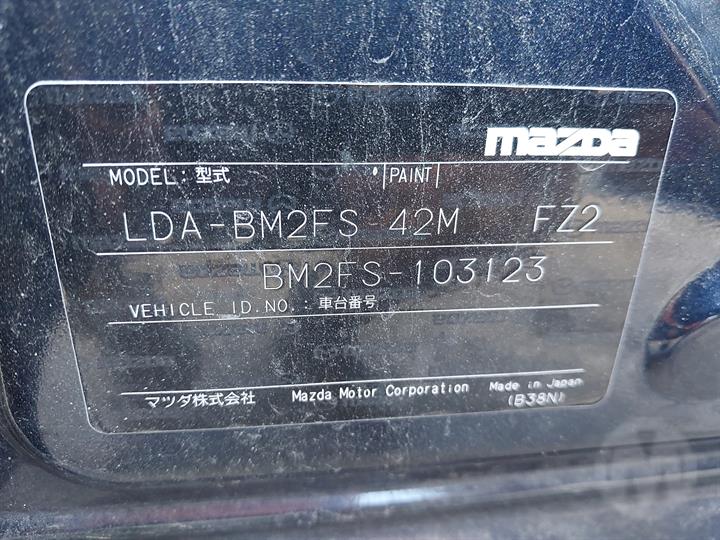 mazda
MODEL: 型式 |PAINT|
LDA-BM2FS-42M FZ2
BM2FS-103123
VEHICLE ID.NO.: 車台番号
マツダ株式会社 Mazda Motor Corporation Made in Japan
(B38N)